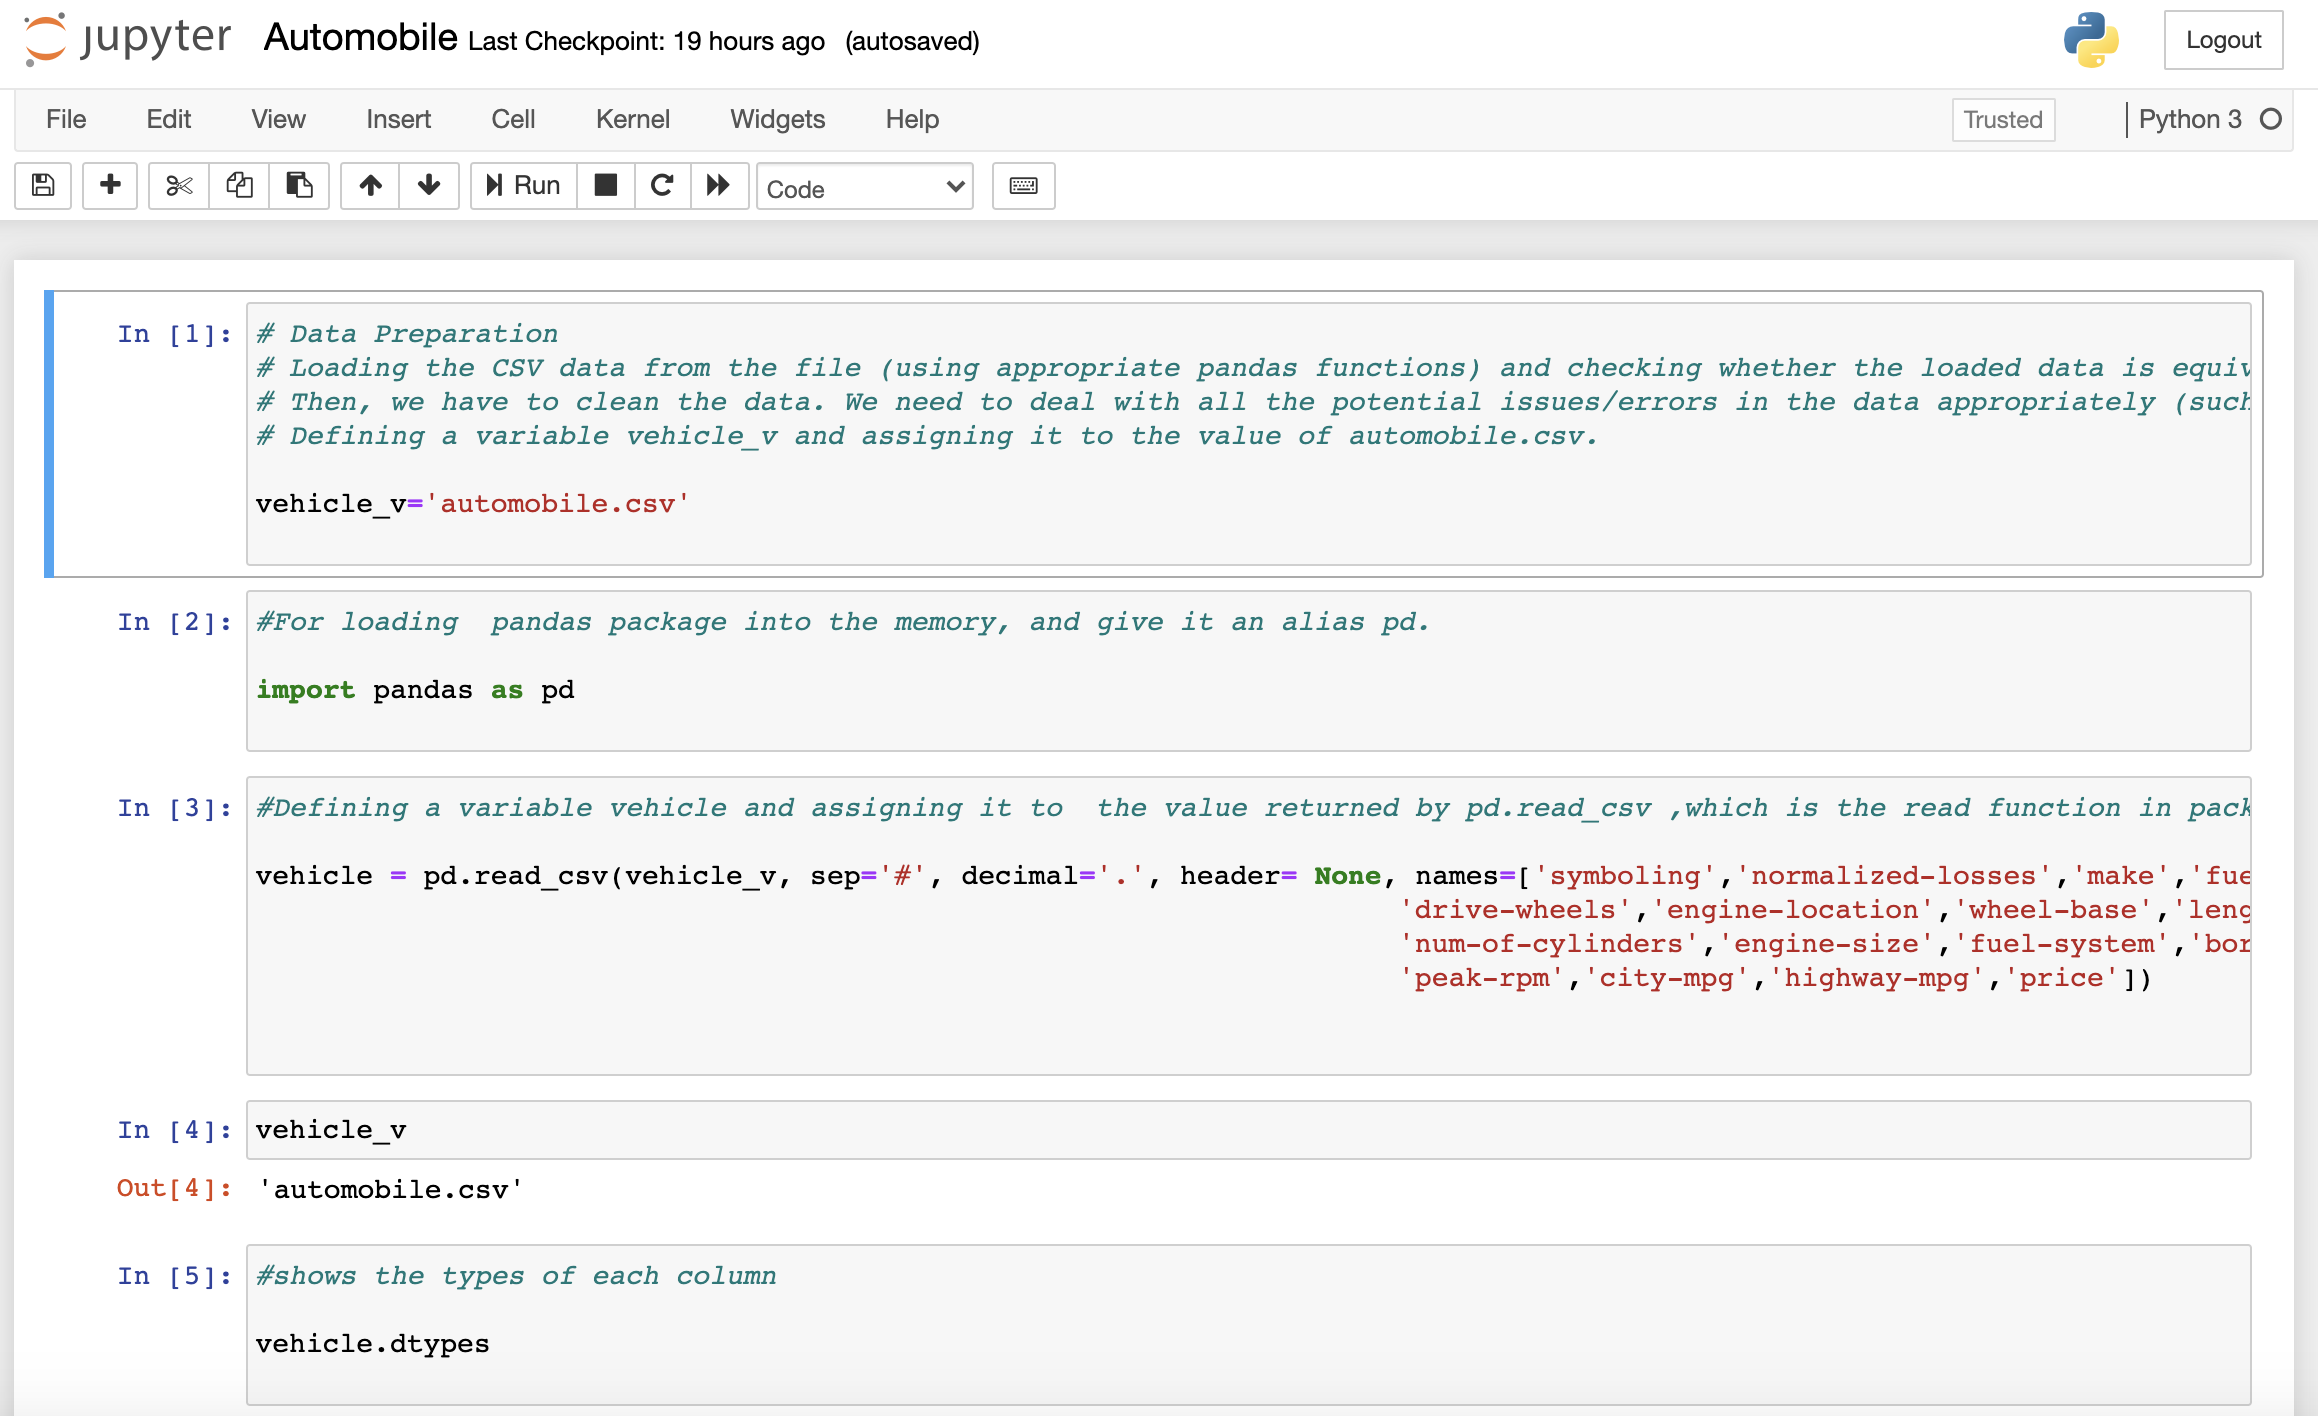 jupyter Automobile Last Checkpoint: 19 hours ago (autosaved)
Logout
File Edit View Insert Cell Kernel Widgets Help
Trusted
Python 3
Run
Code
In [1]:
# Data Preparation
# Loading the CSV data from the file (using appropriate pandas functions) and checking whether the loaded data is equiv
# Then, we have to clean the data. We need to deal with all the potential issues/errors in the data appropriately (such
# Defining a variable vehicle_v and assigning it to the value of automobile.csv.
vehicle_v='automobile.csv'
In [2]:
#For loading  pandas package into the memory, and give it an alias pd.
import pandas as pd
In [3]:
#Defining a variable vehicle and assigning it to  the value returned by pd.read_csv ,which is the read function in pack
vehicle = pd.read_csv(vehicle_v, sep='#', decimal='.', header= None, names=['symboling','normalized-losses','make','fue
'drive-wheels','engine-location','wheel-base','leng
'num-of-cylinders','engine-size','fuel-system','bor
'peak-rpm','city-mpg','highway-mpg','price'])
In [4]:
vehicle_v
Out[4]:
'automobile.csv'
In [5]:
#shows the types of each column
vehicle.dtypes